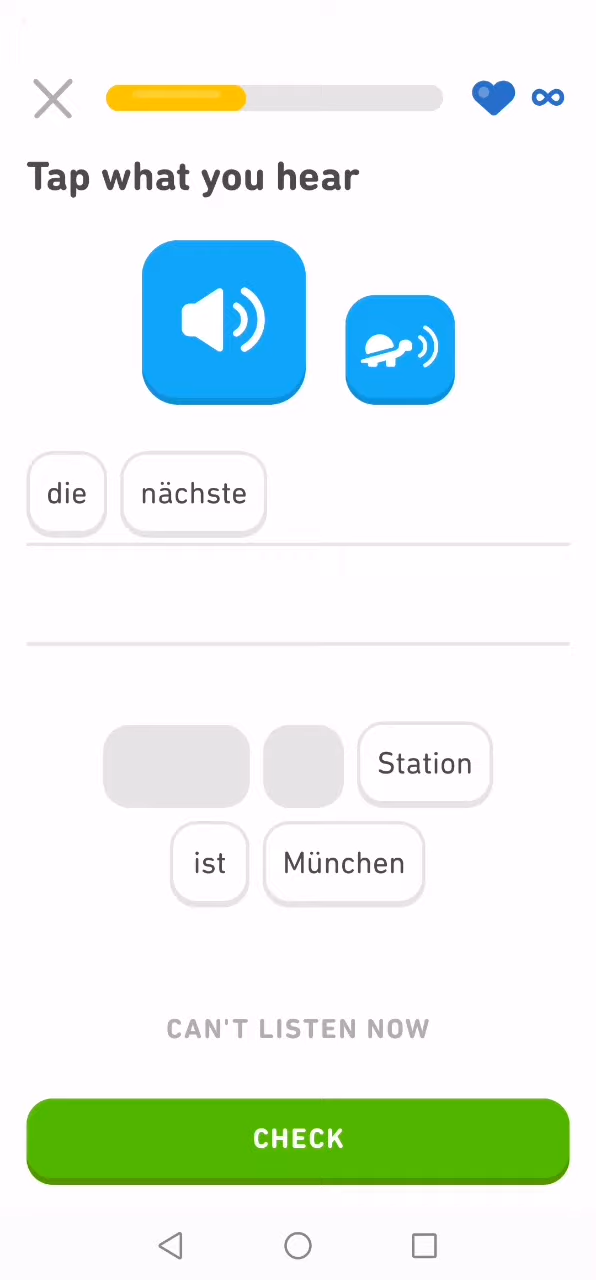 Tap what you hear
die nächste
Station
ist München
CAN'T LISTEN NOW
CHECK